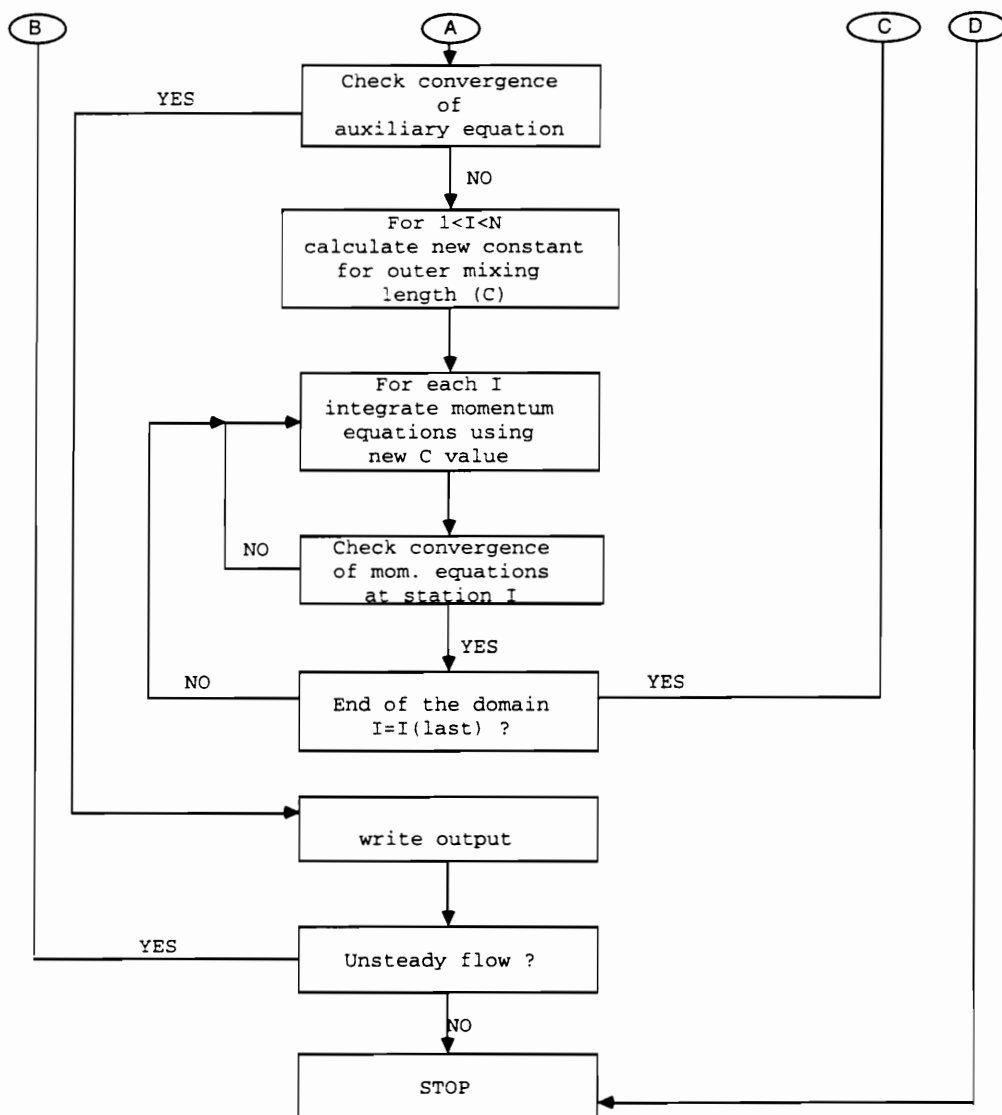 B
A
C
D
Check convergence
of
auxiliary equation
YES
NO
For 1<I<N
calculate new constant
for outer mixing
length (C)
For each I
integrate momentum
equations using
new C value
NO
Check convergence
of mom. equations
at station I
YES
NO
End of the domain
I=I(last) ?
YES
write output
YES
Unsteady flow ?
NO
STOP